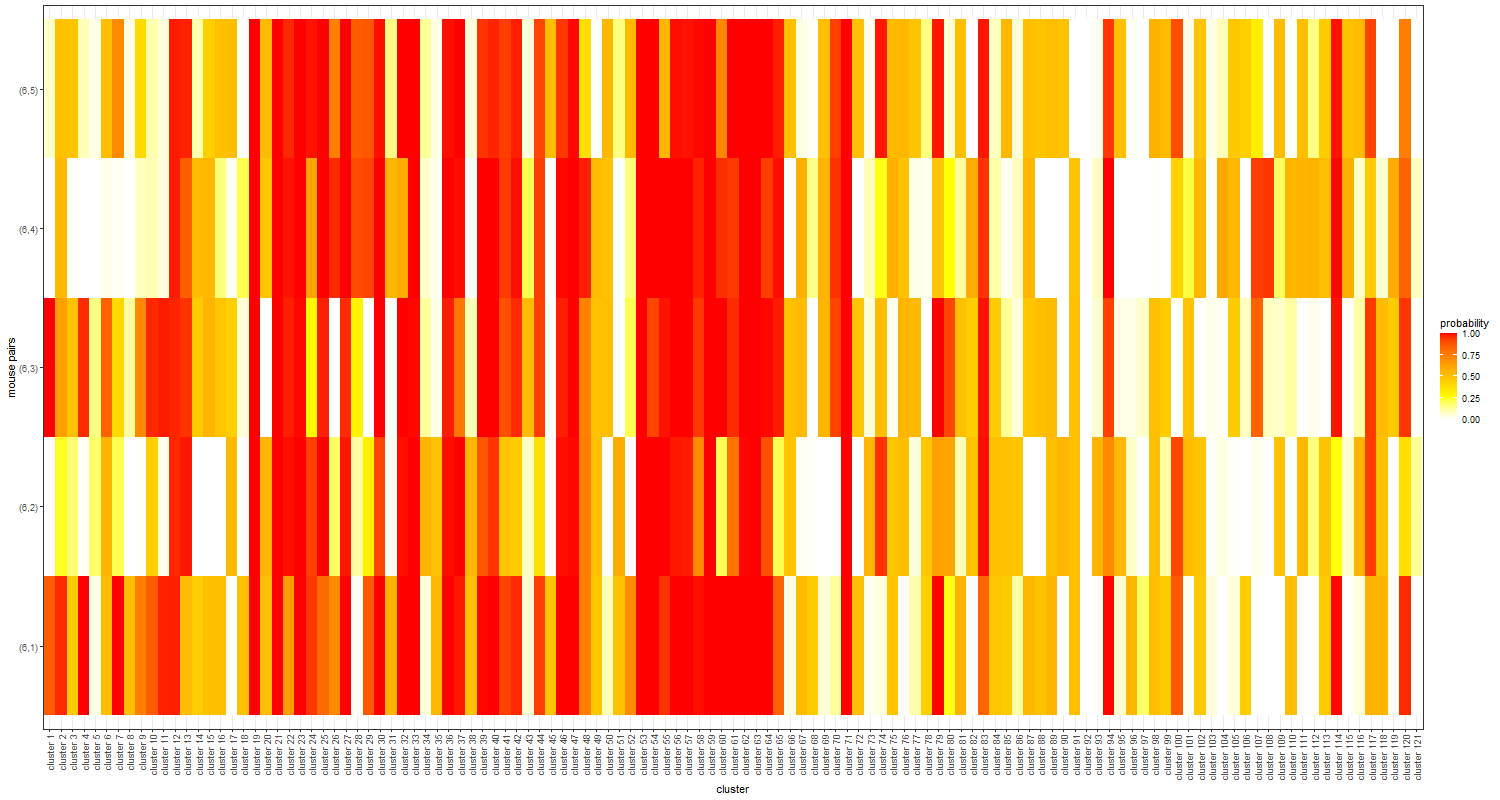 (6,5)
(6,4)
(6,3)
(6,2)
(6,1)
mouse pairs
probability
1.00
0.75
0.50
0.25
0.00
cluster 1
cluster 2
cluster 3
cluster 4
cluster 5
cluster 6
cluster 7
cluster 8
cluster 9
cluster 10
cluster 11
cluster 12
cluster 13
cluster 14
cluster 15
cluster 16
cluster 17
cluster 18
cluster 19
cluster 20
cluster 21
cluster 22
cluster 23
cluster 24
cluster 25
cluster 26
cluster 27
cluster 28
cluster 29
cluster 30
cluster 31
cluster 32
cluster 33
cluster 34
cluster 35
cluster 36
cluster 37
cluster 38
cluster 39
cluster 40
cluster 41
cluster 42
cluster 43
cluster 44
cluster 45
cluster 46
cluster 47
cluster 48
cluster 49
cluster 50
cluster 51
cluster 52
cluster 53
cluster 54
cluster 55
cluster 56
cluster 57
cluster 58
cluster 59
cluster 60
cluster 61
cluster 62
cluster 63
cluster 64
cluster 65
cluster 66
cluster 67
cluster 68
cluster 69
cluster 70
cluster 71
cluster 72
cluster 73
cluster 74
cluster 75
cluster 76
cluster 77
cluster 78
cluster 79
cluster 80
cluster 81
cluster 82
cluster 83
cluster 84
cluster 85
cluster 86
cluster 87
cluster 88
cluster 89
cluster 90
cluster 91
cluster 92
cluster 93
cluster 94
cluster 95
cluster 96
cluster 97
cluster 98
cluster 99
cluster 100
cluster 101
cluster 102
cluster 103
cluster 104
cluster 105
cluster 106
cluster 107
cluster 108
cluster 109
cluster 110
cluster 111
cluster 112
cluster 113
cluster 114
cluster 115
cluster 116
cluster 117
cluster 118
cluster 119
cluster 120
cluster 121
cluster